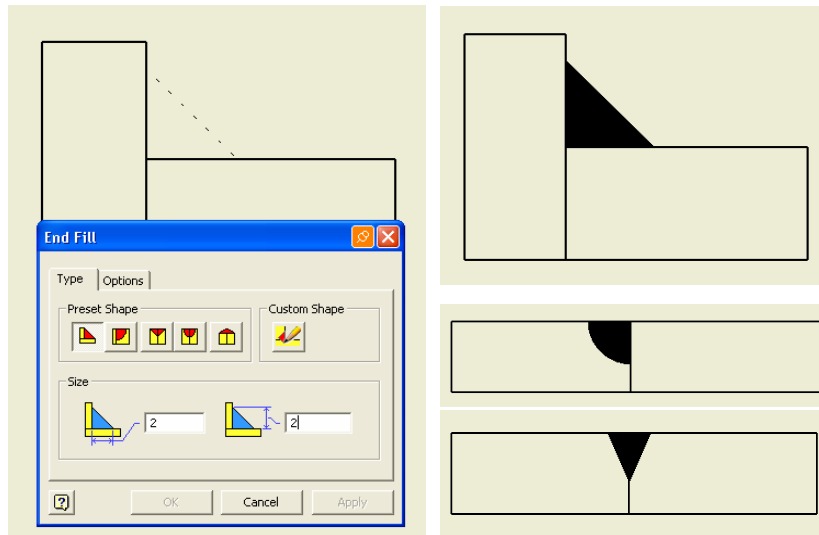 End Fill
Type Options
Preset Shape Custom Shape
Size
2 2
? OK Cancel Apply